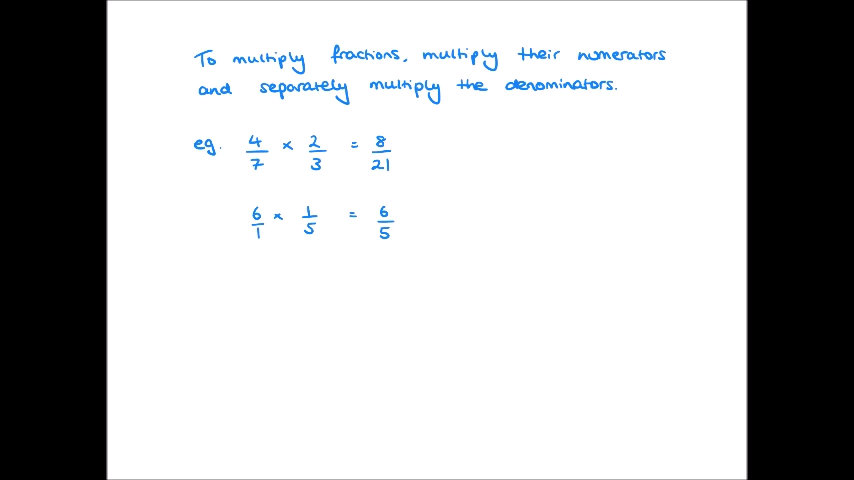 To multiply fractions, multiply their numerators
and separately multiply the denominators.
eg. 4/7 × 2/3 = 8/21
6/1 × 1/5 = 6/5